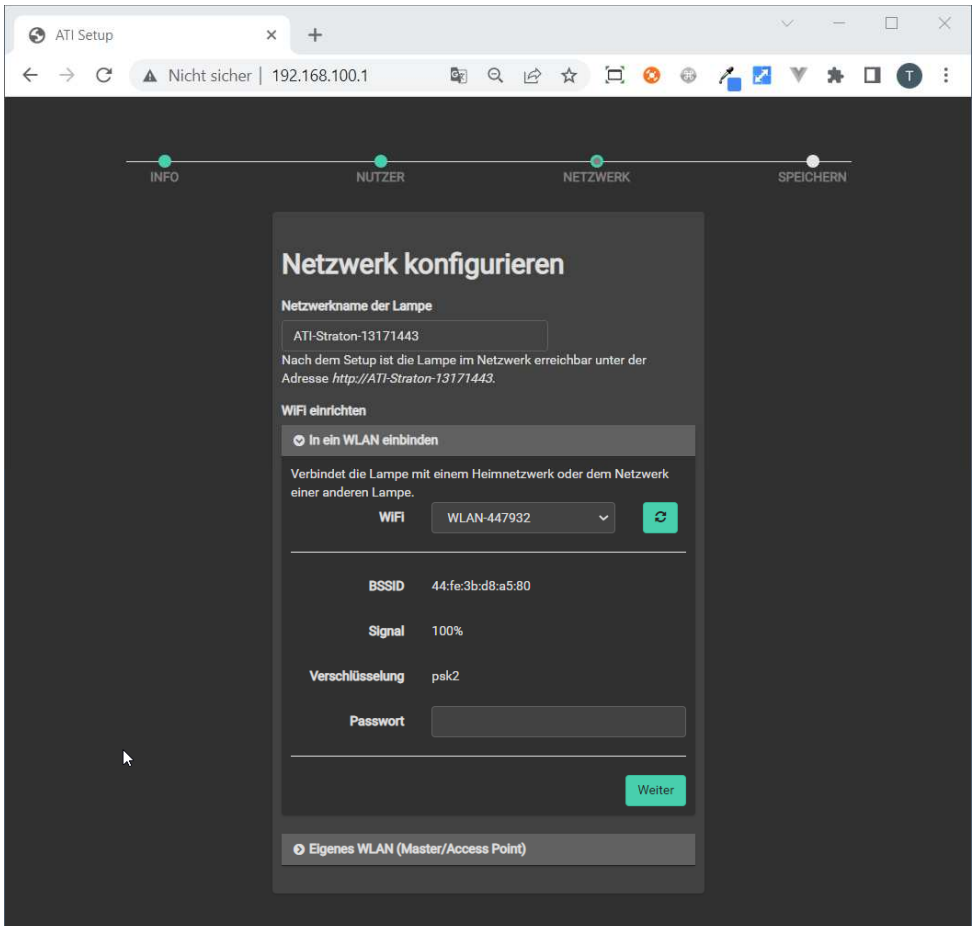 ATI Setup
Nicht sicher | 192.168.100.1
T
INFO
NUTZER
NETZWERK
SPEICHERN
Netzwerk konfigurieren
Netzwerkname der Lampe
ATI-Straton-13171443
Nach dem Setup ist die Lampe im Netzwerk erreichbar unter der
Adresse http://ATI-Straton-13171443.
WiFi einrichten
In ein WLAN einbinden
Verbindet die Lampe mit einem Heimnetzwerk oder dem Netzwerk
einer anderen Lampe.
WiFi WLAN-447932
BSSID 44:fe:3b:d8:a5:80
Signal 100%
Verschlüsselung psk2
Passwort
Weiter
Eigenes WLAN (Master/Access Point)